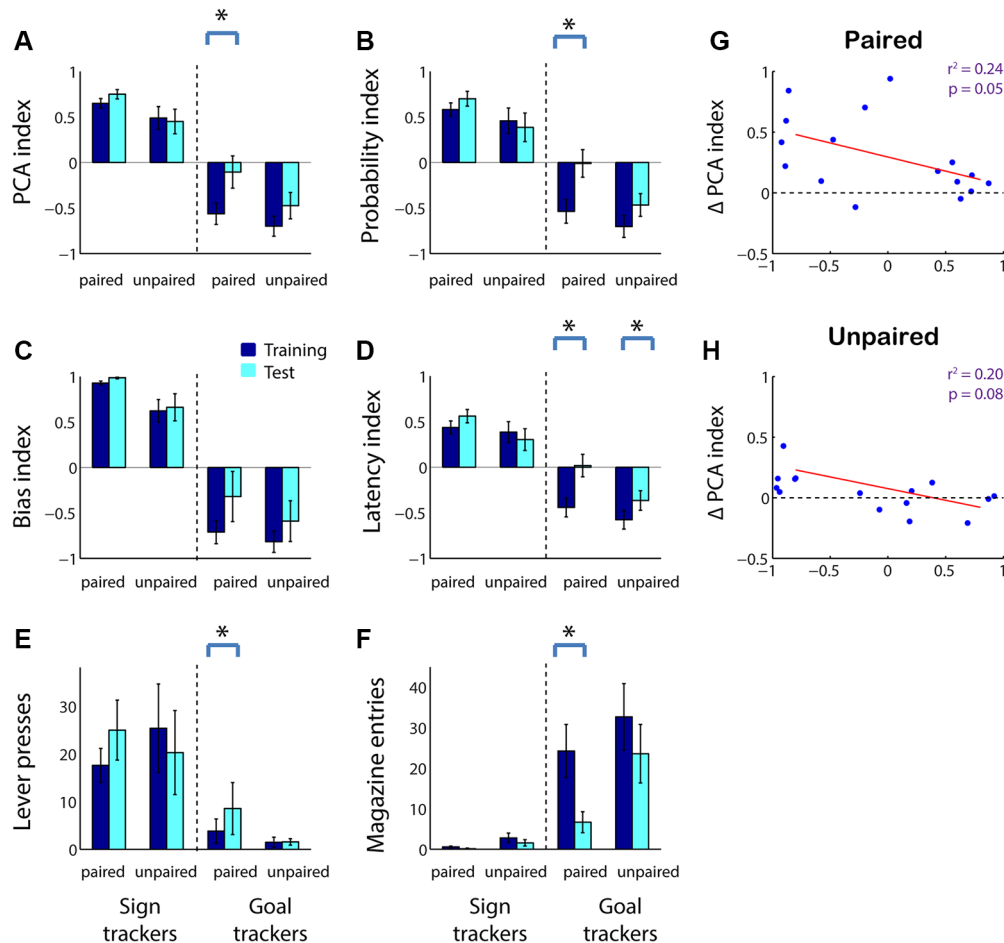 A
*
PCA index
1
0.5
0
−0.5
−1
paired unpaired paired unpaired
B
*
Probability index
1
0.5
0
−0.5
−1
paired unpaired paired unpaired
G
Paired
r² = 0.24
p = 0.05
Δ PCA index
1
0.5
0
−0.5
−1 −0.5 0 0.5 1
C
Training
Test
Bias index
1
0.5
0
−0.5
−1
paired unpaired paired unpaired
D
* *
Latency index
1
0.5
0
−0.5
−1
paired unpaired paired unpaired
H
Unpaired
r² = 0.20
p = 0.08
Δ PCA index
1
0.5
0
−0.5
−1 −0.5 0 0.5 1
E
*
Lever presses
30
20
10
0
paired unpaired paired unpaired
Sign trackers
Goal trackers
F
*
Magazine entries
40
30
20
10
0
paired unpaired paired unpaired
Sign trackers
Goal trackers